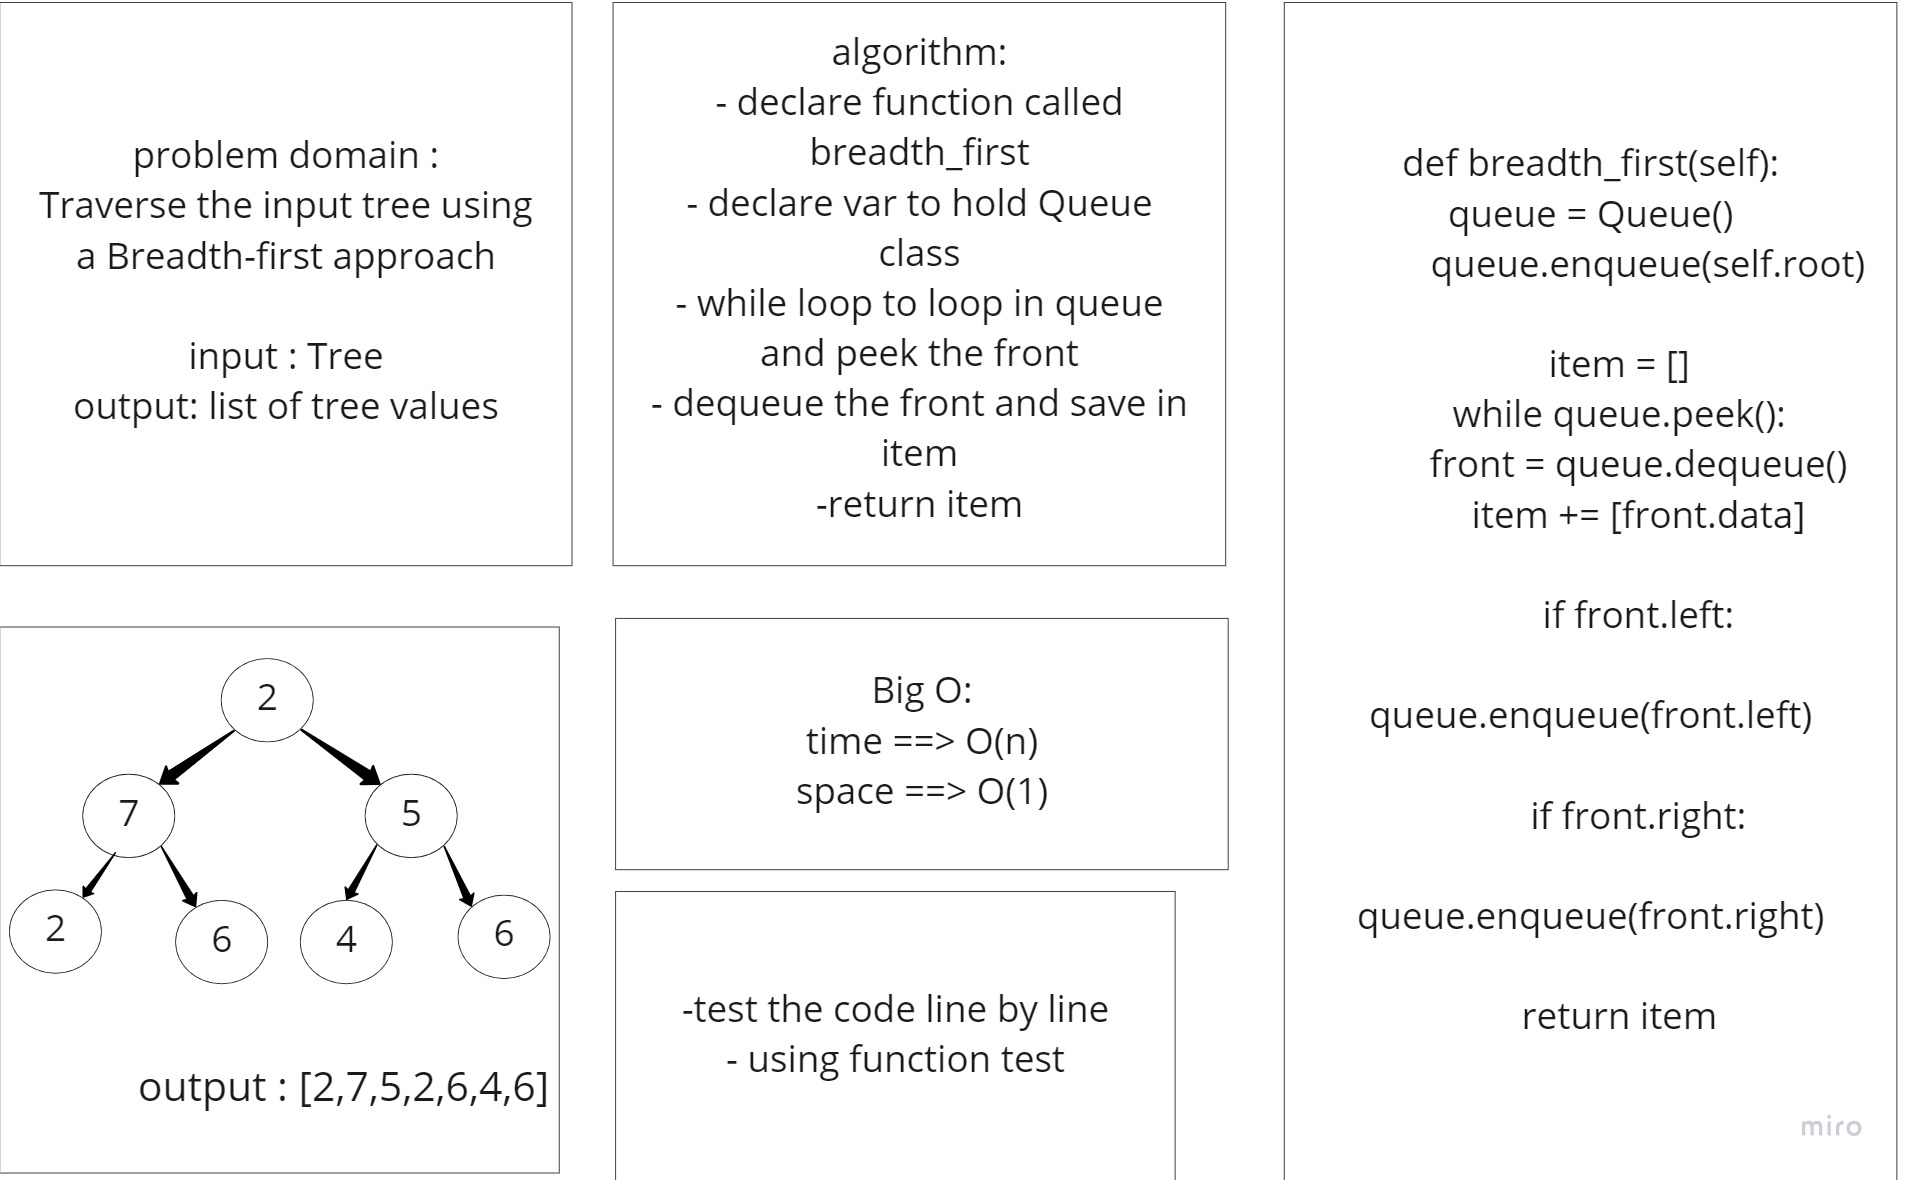 problem domain :
Traverse the input tree using
a Breadth-first approach
input : Tree
output: list of tree values
algorithm:
- declare function called
breadth_first
- declare var to hold Queue
class
- while loop to loop in queue
and peek the front
- dequeue the front and save in
item
-return item
def breadth_first(self):
queue = Queue()
queue.enqueue(self.root)
item = []
while queue.peek():
front = queue.dequeue()
item += [front.data]
if front.left:
queue.enqueue(front.left)
if front.right:
queue.enqueue(front.right)
return item
2
7
5
2
6
4
6
output : [2,7,5,2,6,4,6]
Big O:
time ==> O(n)
space ==> O(1)
-test the code line by line
- using function test
miro